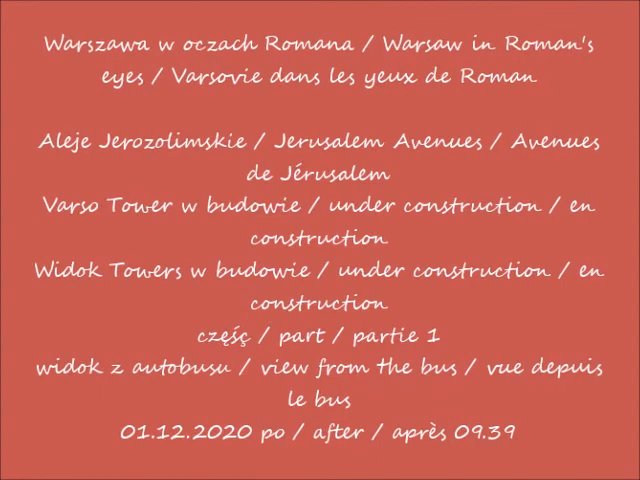 Warszawa w oczach Romana / Warsaw in Roman's
eyes / Varsovie dans les yeux de Roman
Aleje Jerozolimskie / Jerusalem Avenues / Avenues
de Jérusalem
Varso Tower w budowie / under construction / en
construction
Widok Towers w budowie / under construction / en
construction
częśç / part / partie 1
widok z autobusu / view from the bus / vue depuis
le bus
01.12.2020 po / after / après 09.39